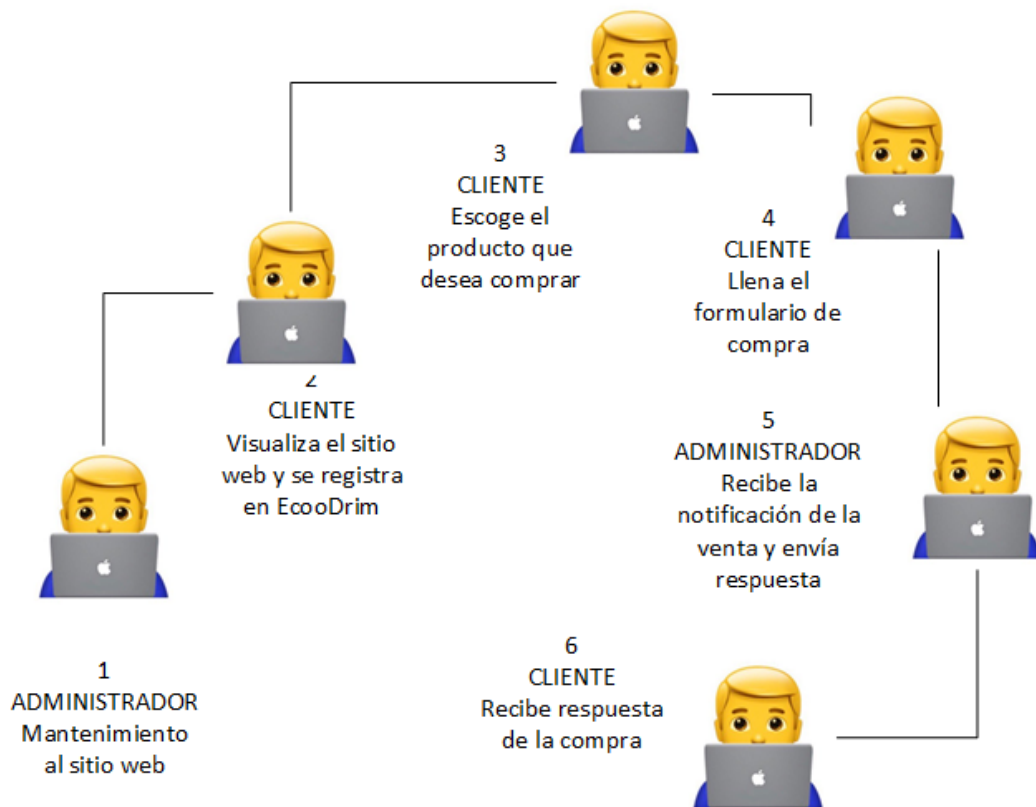 1
ADMINISTRADOR
Mantenimiento
al sitio web
2
CLIENTE
Visualiza el sitio
web y se registra
en EcooDrim
3
CLIENTE
Escoge el
producto que
desea comprar
4
CLIENTE
Llena el
formulario de
compra
5
ADMINISTRADOR
Recibe la
notificación de la
venta y envía
respuesta
6
CLIENTE
Recibe respuesta
de la compra